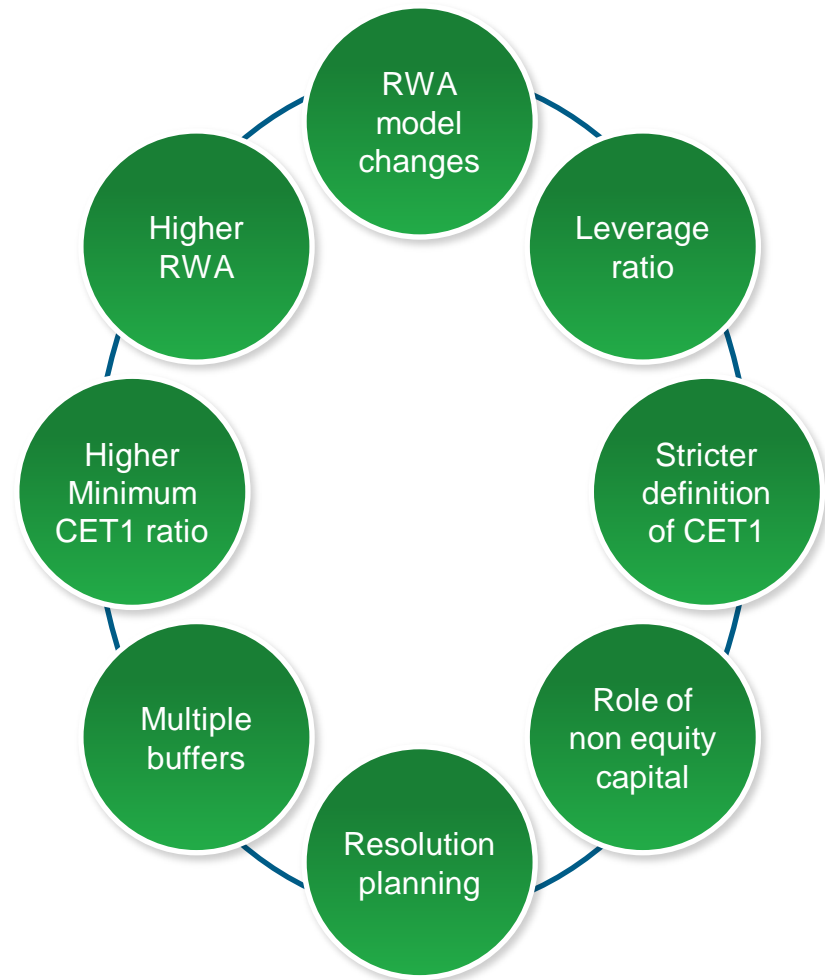 RWA
model
changes
Leverage
ratio
Stricter
definition
of CET1
Role of
non equity
capital
Resolution
planning
Multiple
buffers
Higher
Minimum
CET1 ratio
Higher
RWA